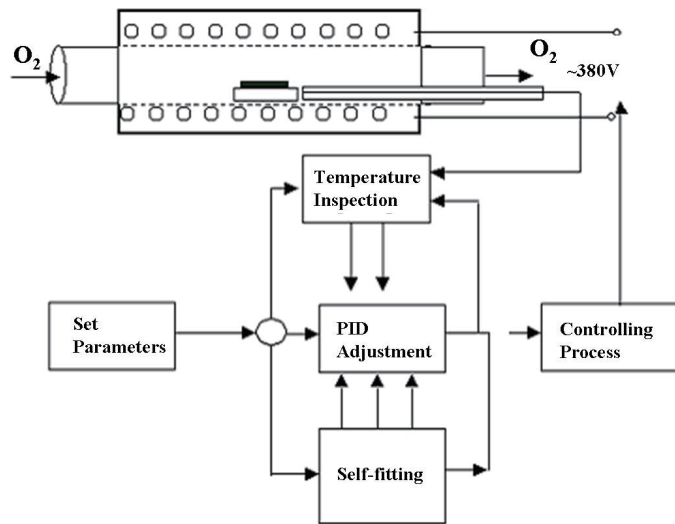 O2
O2
~380V
Temperature
Inspection
Set
Parameters
PID
Adjustment
Controlling
Process
Self-fitting